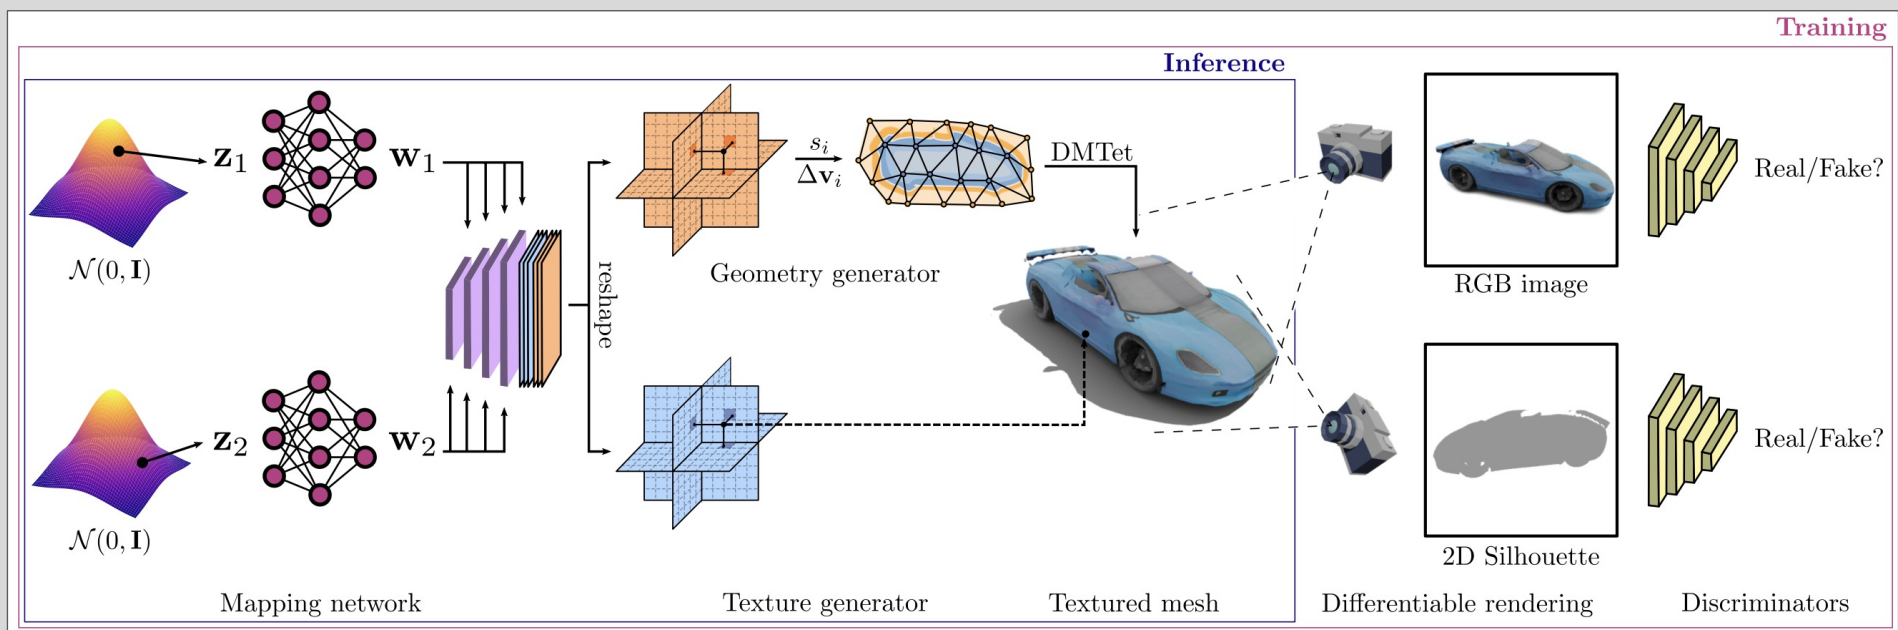 Training
Inference
z₁
w₁
𝒩(0, I)
sᵢ
Δvᵢ
DMTet
Geometry generator
reshape
z₂
w₂
𝒩(0, I)
RGB image
Real/Fake?
2D Silhouette
Real/Fake?
Mapping network
Texture generator
Textured mesh
Differentiable rendering
Discriminators